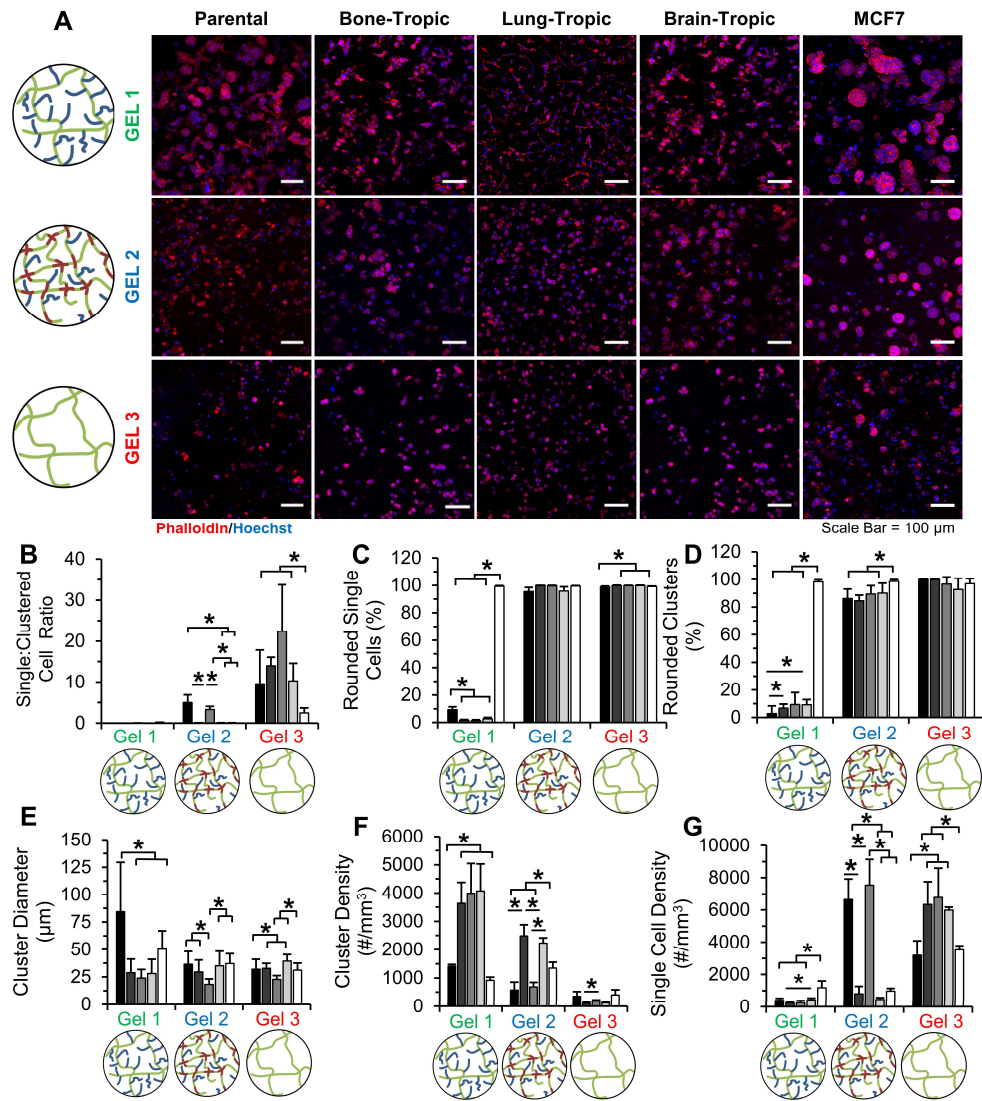 A
Parental
Bone-Tropic
Lung-Tropic
Brain-Tropic
MCF7
GEL 1
GEL 2
GEL 3
Phalloidin/Hoechst
Scale Bar = 100 µm
B
Single:Clustered
Cell Ratio
40
30
20
10
0
*
*
**
*
Gel 1
Gel 2
Gel 3
C
Rounded Single
Cells (%)
120
100
80
60
40
20
0
*
*
*
Gel 1
Gel 2
Gel 3
D
Rounded Clusters
(%)
120
100
80
60
40
20
0
*
*
*
*
Gel 1
Gel 2
Gel 3
E
Cluster Diameter
(µm)
150
125
100
75
50
25
0
*
*
*
*
*
Gel 1
Gel 2
Gel 3
F
Cluster Density
(#/mm³)
6000
5000
4000
3000
2000
1000
0
*
*
*
*
*
*
Gel 1
Gel 2
Gel 3
G
Single Cell Density
(#/mm³)
10000
8000
6000
4000
2000
0
*
*
*
*
*
*
*
*
Gel 1
Gel 2
Gel 3